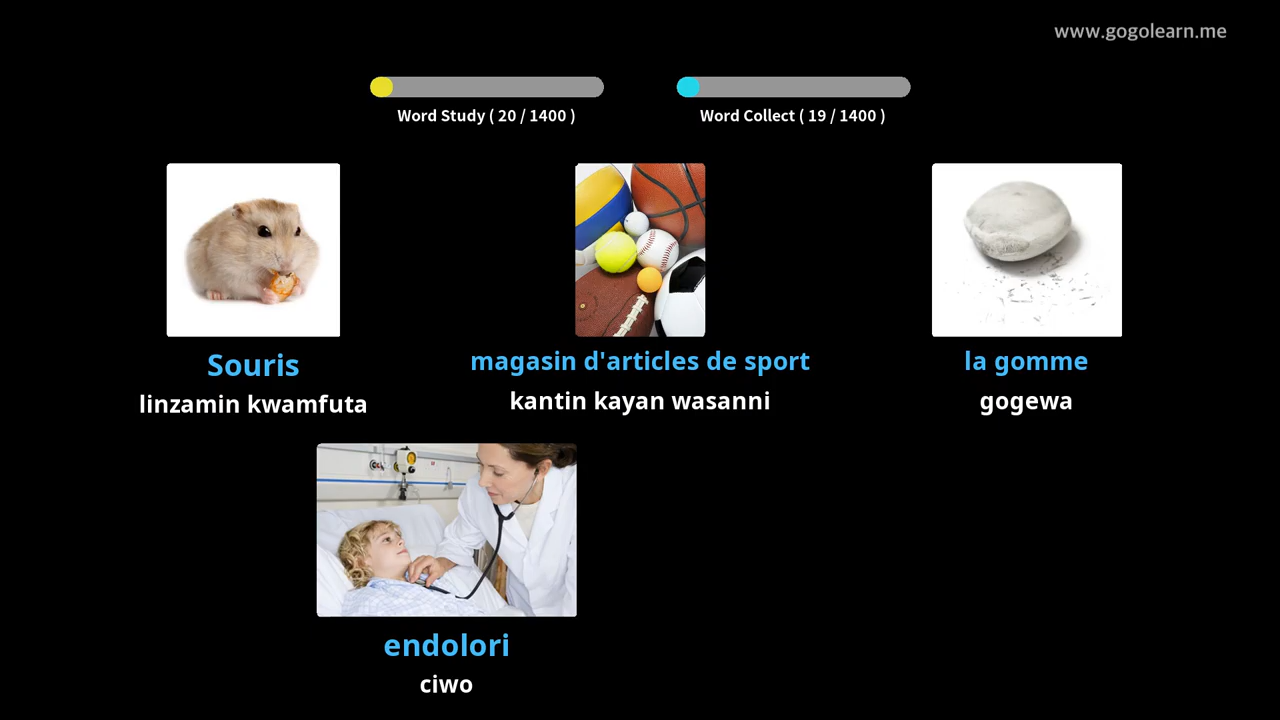 www.gogolearn.me
Word Study ( 20 / 1400 )
Word Collect ( 19 / 1400 )
Souris
linzamin kwamfuta
magasin d'articles de sport
kantin kayan wasanni
la gomme
gogewa
endolori
ciwo